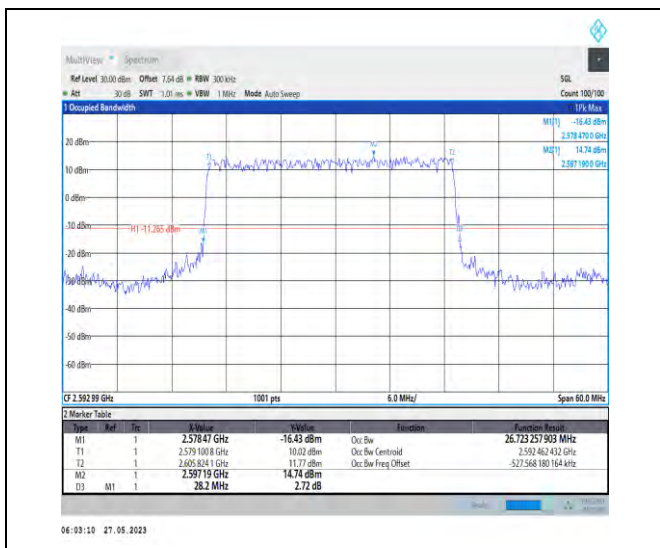 MultiView Spectrum
Ref Level 30.00 dBm Offset 7.64 dB RBW 300 kHz SGL
Att 30 dB SWT 1.01 ms VBW 1 MHz Mode Auto Sweep Count 100/100
1 Occupied Bandwidth 1Pk Max
M1[1] -16.43 dBm
2.578 470 0 GHz
M2[1] 14.74 dBm
2.597 190 0 GHz
20 dBm
T1 M2 T2
10 dBm
0 dBm
-10 dBm
H1 -11.265 dBm
M1 D3
-20 dBm
-30 dBm
-40 dBm
-50 dBm
-60 dBm
CF 2.592 99 GHz 1001 pts 6.0 MHz/ Span 60.0 MHz
2 Marker Table
Type Ref Trc X-Value Y-Value Function Function Result
M1 1 2.578 47 GHz -16.43 dBm Occ Bw 26.723 257 903 MHz
T1 1 2.579 100 8 GHz 10.02 dBm Occ Bw Centroid 2.592 462 432 GHz
T2 1 2.605 824 1 GHz 11.77 dBm Occ Bw Freq Offset -527.568 180 164 kHz
M2 1 2.597 19 GHz 14.74 dBm
D3 M1 1 28.2 MHz 2.72 dB
06:03:10 27.05.2023